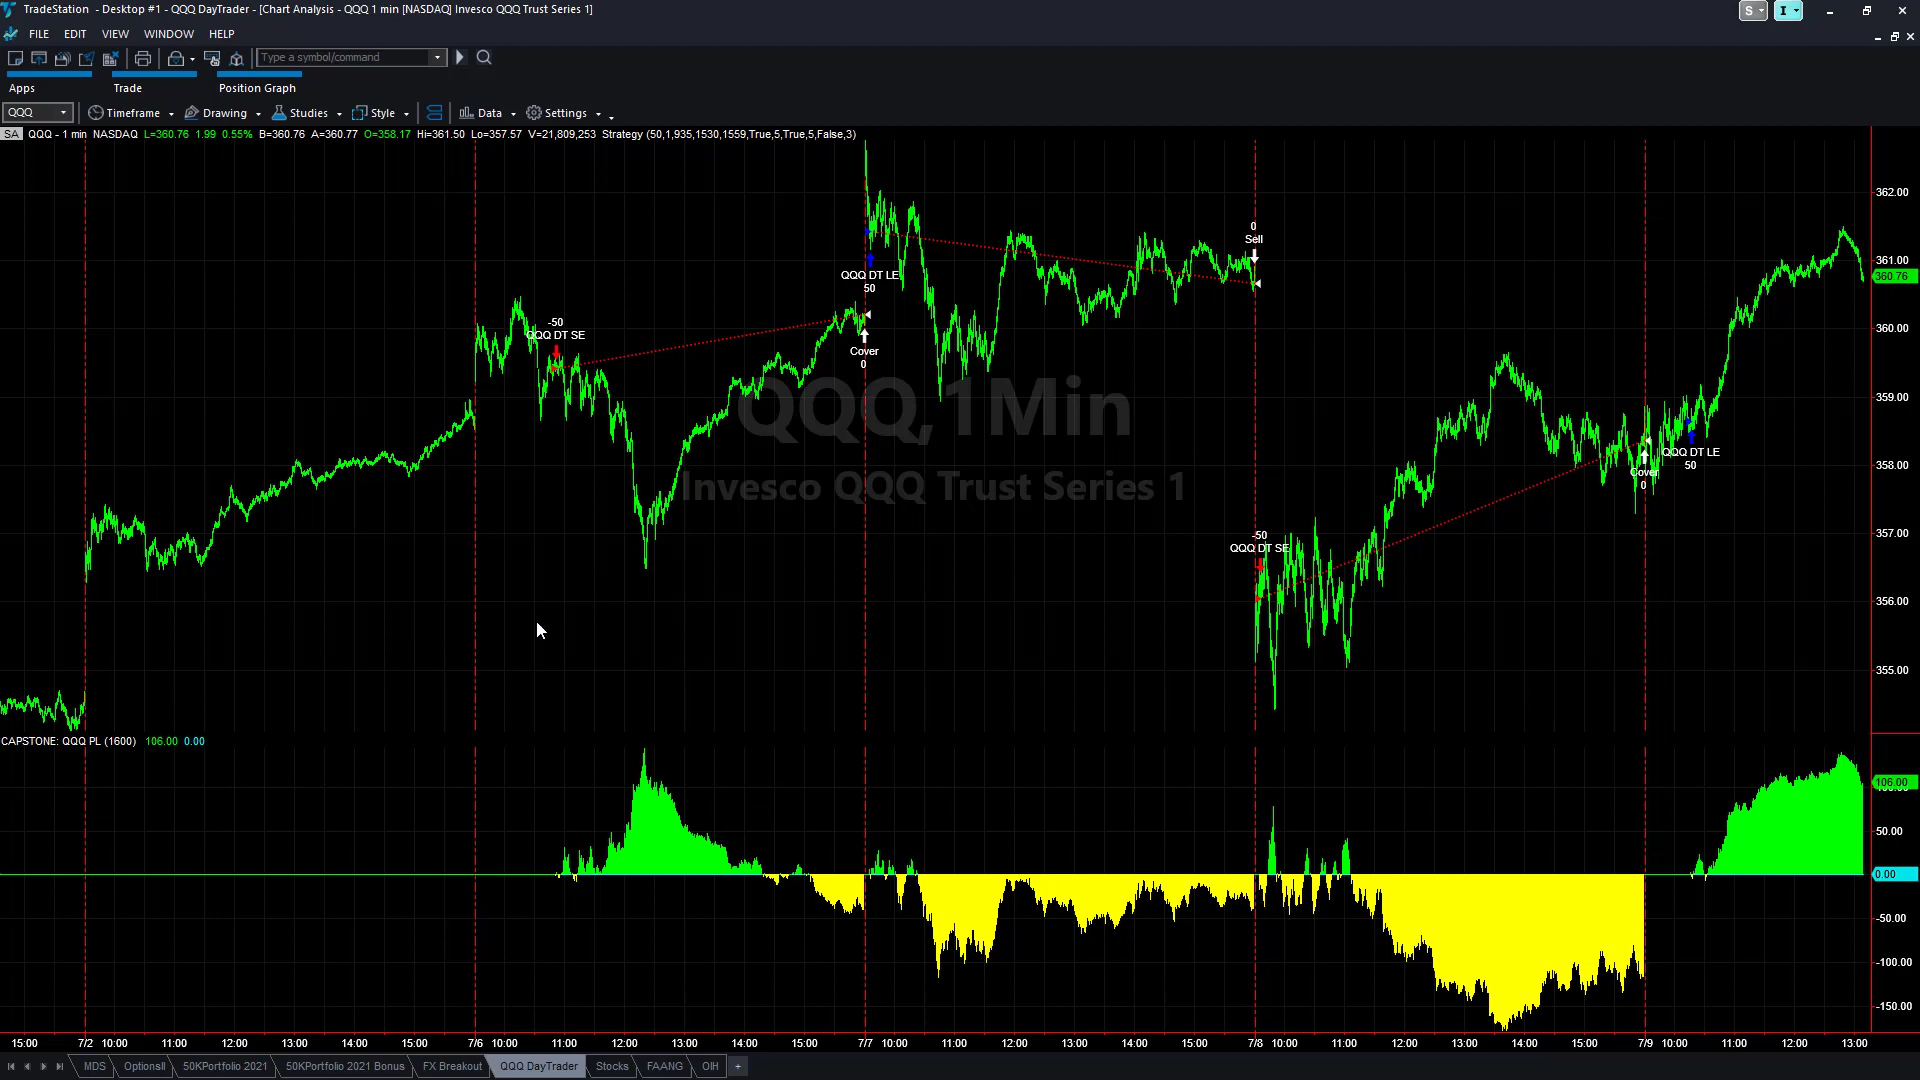 TradeStation - Desktop #1 - QQQ DayTrader - [Chart Analysis - QQQ 1 min [NASDAQ] Invesco QQQ Trust Series 1]
S I
FILE EDIT VIEW WINDOW HELP
Type a symbol/command
Apps Trade Position Graph
QQQ Timeframe Drawing Studies Style Data Settings
SA QQQ - 1 min NASDAQ L=360.76 1.99 0.55% B=360.76 A=360.77 O=358.17 Hi=361.50 Lo=357.57 V=21,809,253 Strategy (50,1,935,1530,1559,True,5,True,5,False,3)
362.00
0
Sell
361.00
QQQ DT LE
50
360.76
-50
QQQ DT SE
360.00
Cover
0
359.00
QQQ,1Min
QQQ DT LE
50
358.00
Cover
0
Invesco QQQ Trust Series 1
-50
QQQ DT SE
357.00
356.00
355.00
CAPSTONE: QQQ PL (1600) 106.00 0.00
106.00
100.00
50.00
0.00
-50.00
-100.00
-150.00
15:00 7/2 10:00 11:00 12:00 13:00 14:00 15:00 7/6 10:00 11:00 12:00 13:00 14:00 15:00 7/7 10:00 11:00 12:00 13:00 14:00 15:00 7/8 10:00 11:00 12:00 13:00 14:00 15:00 7/9 10:00 11:00 12:00 13:00
MDS OptionsII 50KPortfolio 2021 50KPortfolio 2021 Bonus FX Breakout QQQ DayTrader Stocks FAANG OIH +